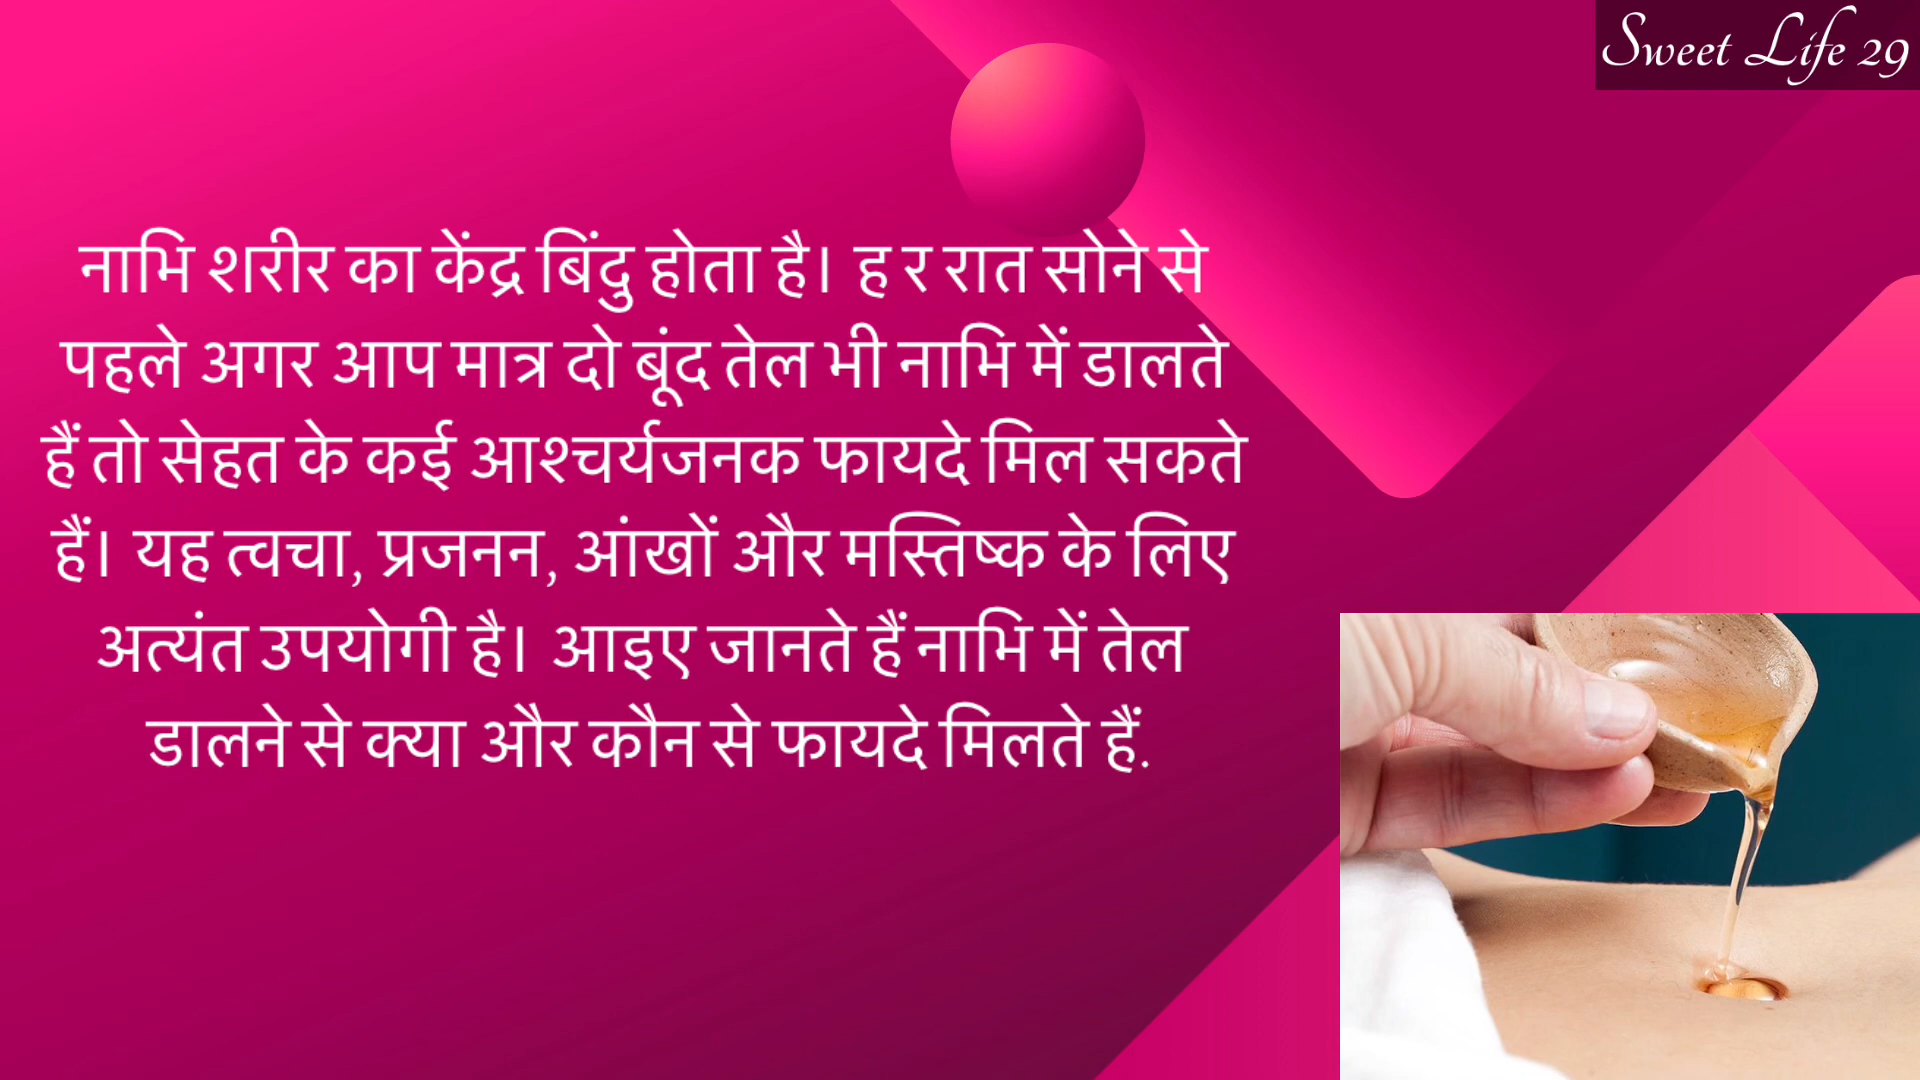 Sweet Life 29
नाभि शरीर का केंद्र बिंदु होता है। ह र रात सोने से
पहले अगर आप मात्र दो बूंद तेल भी नाभि में डालते
हैं तो सेहत के कई आश्चर्यजनक फायदे मिल सकते
हैं। यह त्वचा, प्रजनन, आंखों और मस्तिष्क के लिए
अत्यंत उपयोगी है। आइए जानते हैं नाभि में तेल
डालने से क्या और कौन से फायदे मिलते हैं.